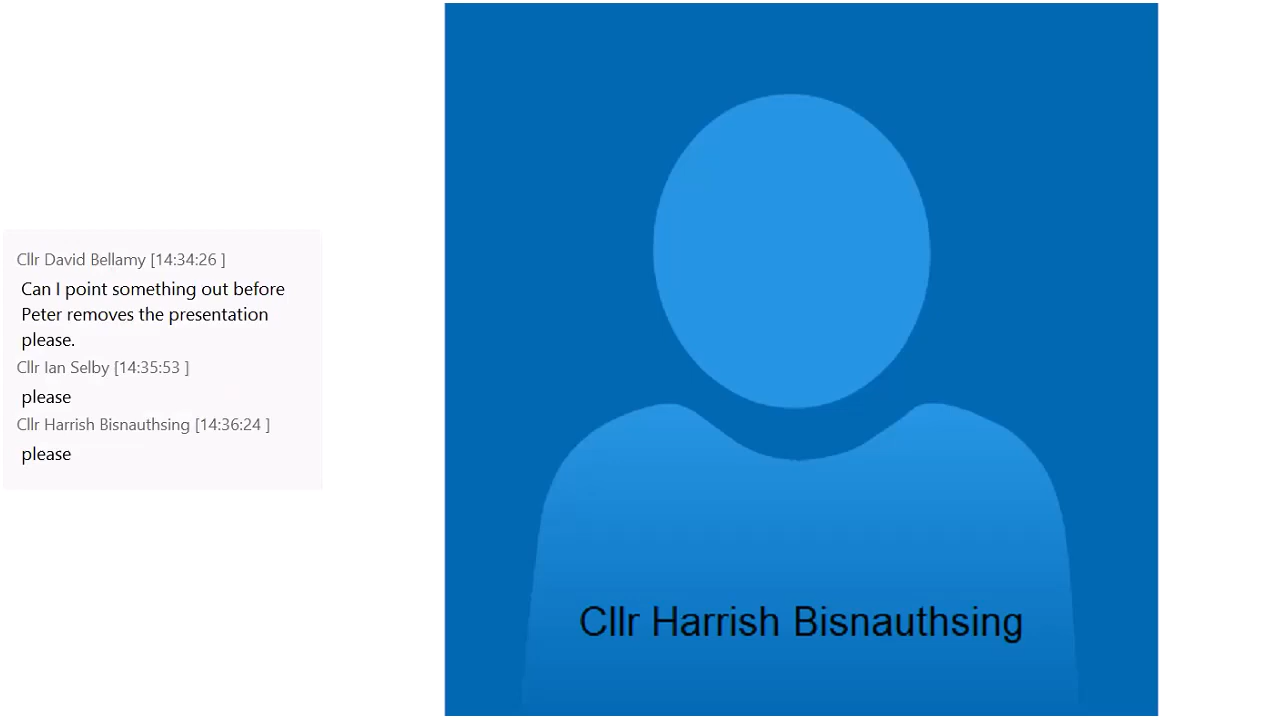 Cllr David Bellamy [14:34:26 ]
Can I point something out before
Peter removes the presentation
please.
Cllr Ian Selby [14:35:53 ]
please
Cllr Harrish Bisnauthsing [14:36:24 ]
please
Cllr Harrish Bisnauthsing